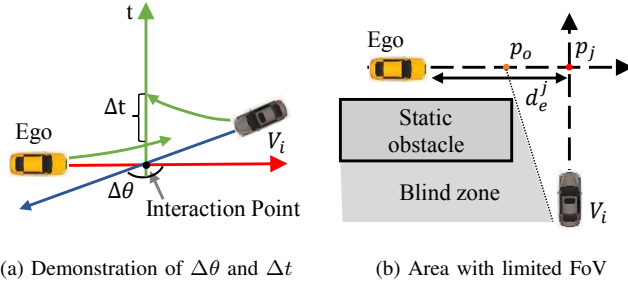 t
Δt
Ego
V_i
Δθ
Interaction Point
(a) Demonstration of Δθ and Δt
Ego
p_o
p_j
d_e^j
Static
obstacle
Blind zone
V_i
(b) Area with limited FoV